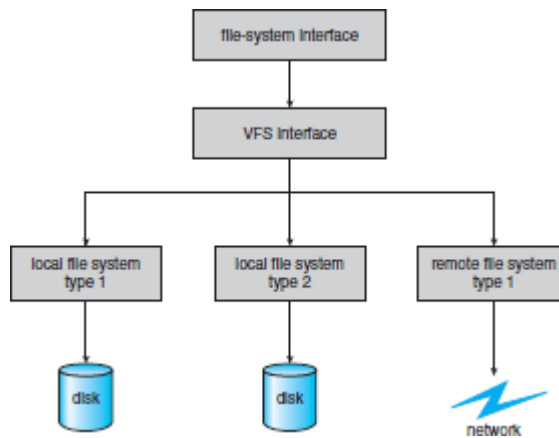 file-system interface
VFS interface
local file system
type 1
local file system
type 2
remote file system
type 1
disk
disk
network